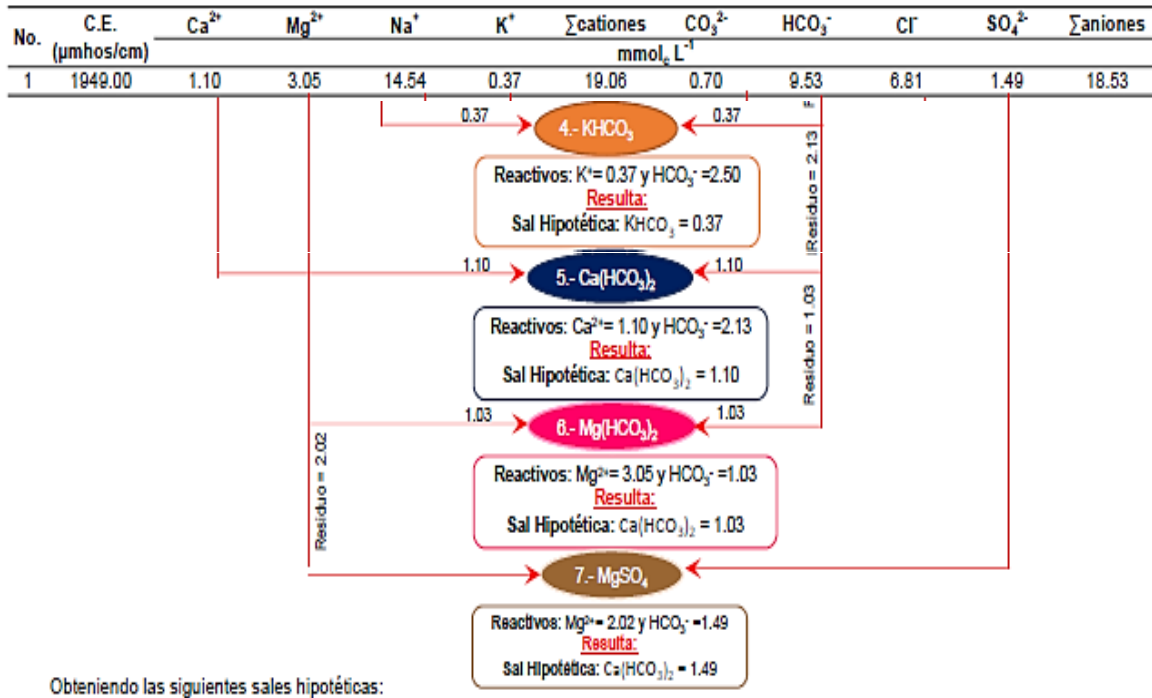 No. C.E. (µmhos/cm) Ca²⁺ Mg²⁺ Na⁺ K⁺ ∑cationes CO₃²⁻ HCO₃⁻ Cl⁻ SO₄²⁻ ∑aniones
mmolc L⁻¹
1 1949.00 1.10 3.05 14.54 0.37 19.06 0.70 9.53 6.81 1.49 18.53
0.37 4.- KHCO₃ 0.37
Reactivos: K⁺= 0.37 y HCO₃⁻ =2.50
Resulta:
Sal Hipotética: KHCO₃ = 0.37
Residuo = 2.13
1.10 5.- Ca(HCO₃)₂ 1.10
Reactivos: Ca²⁺= 1.10 y HCO₃⁻ =2.13
Resulta:
Sal Hipotética: Ca(HCO₃)₂ = 1.10
Residuo = 1.03
1.03 6.- Mg(HCO₃)₂ 1.03
Reactivos: Mg²⁺= 3.05 y HCO₃⁻ =1.03
Resulta:
Sal Hipotética: Ca(HCO₃)₂ = 1.03
Residuo = 2.02
7.- MgSO₄
Reactivos: Mg²⁺= 2.02 y HCO₃⁻ =1.49
Resulta:
Sal Hipotética: Ca(HCO₃)₂ = 1.49
Obteniendo las siguientes sales hipotéticas: